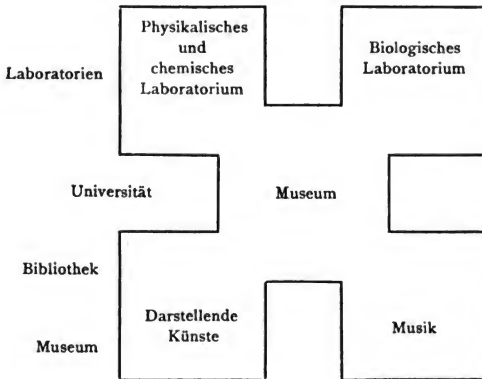 Physikalisches
und
chemisches
Laboratorium
Biologisches
Laboratorium
Laboratorien
Universität
Museum
Bibliothek
Museum
Darstellende
Künste
Musik